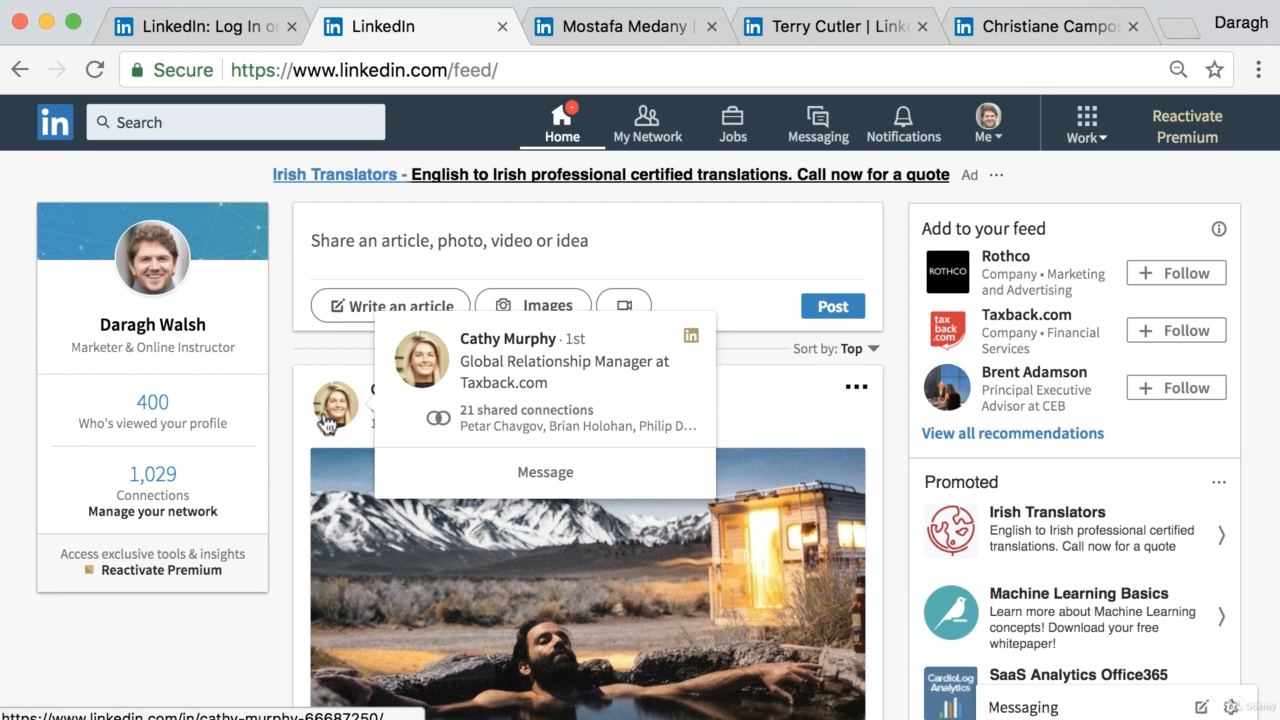 LinkedIn: Log In or
LinkedIn
Mostafa Medany |
Terry Cutler | Linke
Christiane Campos
Daragh
Secure
https://www.linkedin.com/feed/
in
Search
Home
My Network
Jobs
Messaging
Notifications
Me
Work
Reactivate
Premium
Irish Translators - English to Irish professional certified translations. Call now for a quote
Ad
Daragh Walsh
Marketer & Online Instructor
400
Who's viewed your profile
1,029
Connections
Manage your network
Access exclusive tools & insights
Reactivate Premium
Share an article, photo, video or idea
Write an article
Images
Post
Sort by: Top
Cathy Murphy · 1st
Global Relationship Manager at
Taxback.com
21 shared connections
Petar Chavgov, Brian Holohan, Philip D...
Message
Add to your feed
ROTHCO
Rothco
Company • Marketing
and Advertising
+ Follow
tax
back
.com
Taxback.com
Company • Financial
Services
+ Follow
Brent Adamson
Principal Executive
Advisor at CEB
+ Follow
View all recommendations
Promoted
Irish Translators
English to Irish professional certified
translations. Call now for a quote
Machine Learning Basics
Learn more about Machine Learning
concepts! Download your free
whitepaper!
CardioLog
Analytics
SaaS Analytics Office365
Messaging
Udemy
https://www.linkedin.com/in/cathy-murphy-66687250/